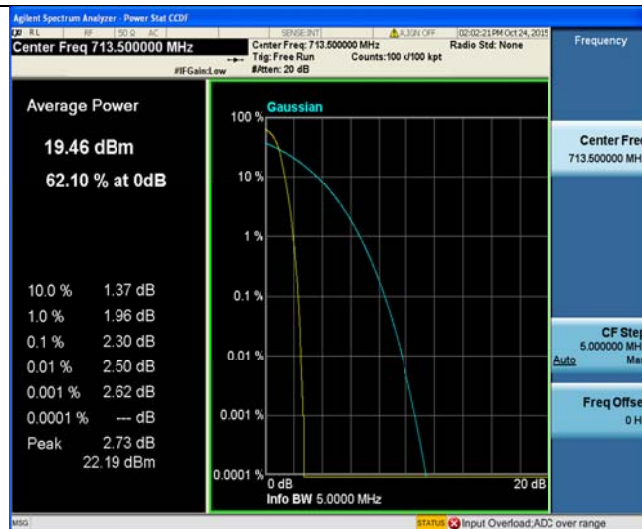 Agilent Spectrum Analyzer - Power Stat CCDF
RL RF 50 Ω AC SENSE:INT ALIGN OFF 02:02:21 PM Oct 24, 2015
Center Freq 713.500000 MHz
Center Freq: 713.500000 MHz Radio Std: None
Trig: Free Run Counts:100 k/100 kpt
#IFGain:Low #Atten: 20 dB
Frequency
Average Power
19.46 dBm
62.10 % at 0dB
10.0 % 1.37 dB
1.0 % 1.96 dB
0.1 % 2.30 dB
0.01 % 2.50 dB
0.001 % 2.62 dB
0.0001 % --- dB
Peak 2.73 dB
22.19 dBm
Gaussian
100 %
10 %
1 %
0.1 %
0.01 %
0.001 %
0.0001 %
0 dB 20 dB
Info BW 5.0000 MHz
Center Fre
713.500000 MH
CF Step
5.000000 MH
Auto Ma
Freq Offse
0 H
MSG STATUS Input Overload;ADC over range